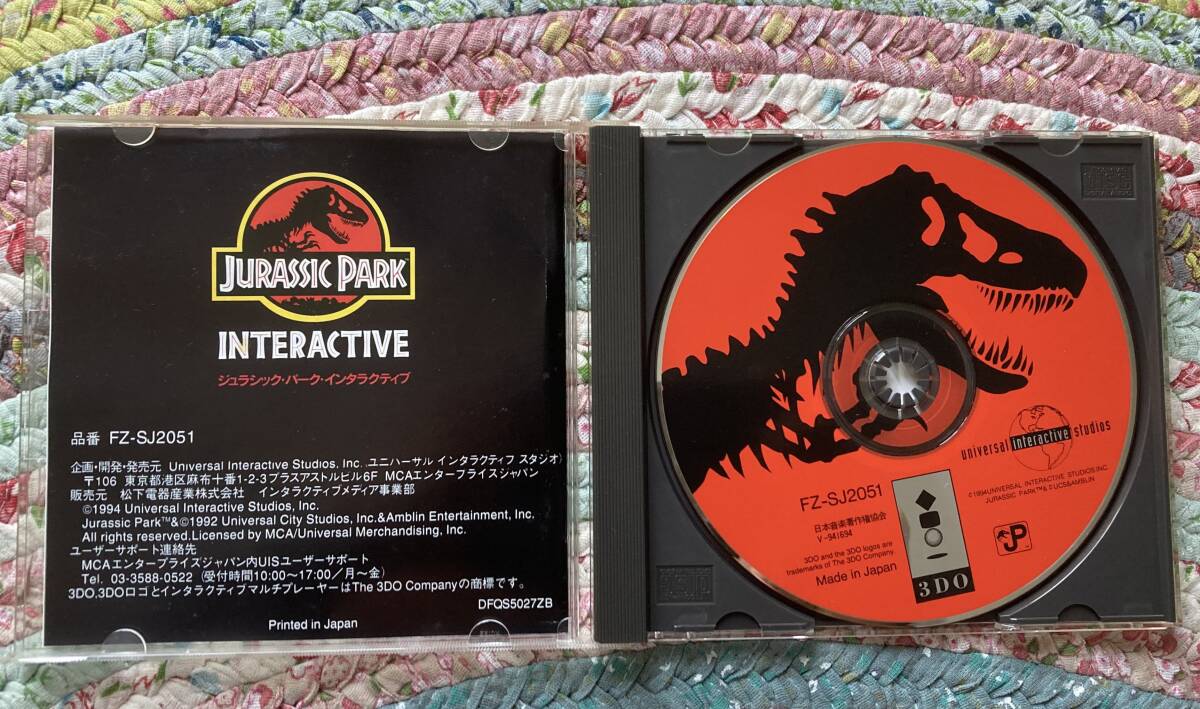 JURASSIC PARK
INTERACTIVE
ジュラシック・パーク・インタラクティブ
品番 FZ-SJ2051
企画・開発・発売元 Universal Interactive Studios, Inc.(ユニバーサル インタラクティブ スタジオ)
〒106 東京都港区麻布十番1-2-3プラスアストルビル6F MCAエンタープライズジャパン
販売元 松下電器産業株式会社 インタラクティブメディア事業部
©1994 Universal Interactive Studios, Inc.
Jurassic Park™&©1992 Universal City Studios, Inc.&Amblin Entertainment, Inc.
All rights reserved.Licensed by MCA/Universal Merchandising, Inc.
ユーザーサポート連絡先
MCAエンタープライズジャパン内UISユーザーサポート
Tel. 03-3588-0522 (受付時間10:00～17:00/月～金)
3DO,3DOロゴとインタラクティブマルチプレーヤーはThe 3DO Companyの商標です。
DFQS5027ZB
Printed in Japan
universal interactive studios
©1994UNIVERSAL INTERACTIVE STUDIOS,INC.
JURASSIC PARK™& ©UCS&AMBLIN
FZ-SJ2051
日本音楽著作権協会
V-941694
3DO and the 3DO logos are
trademarks of The 3DO Company.
Made in Japan
3DO
JP